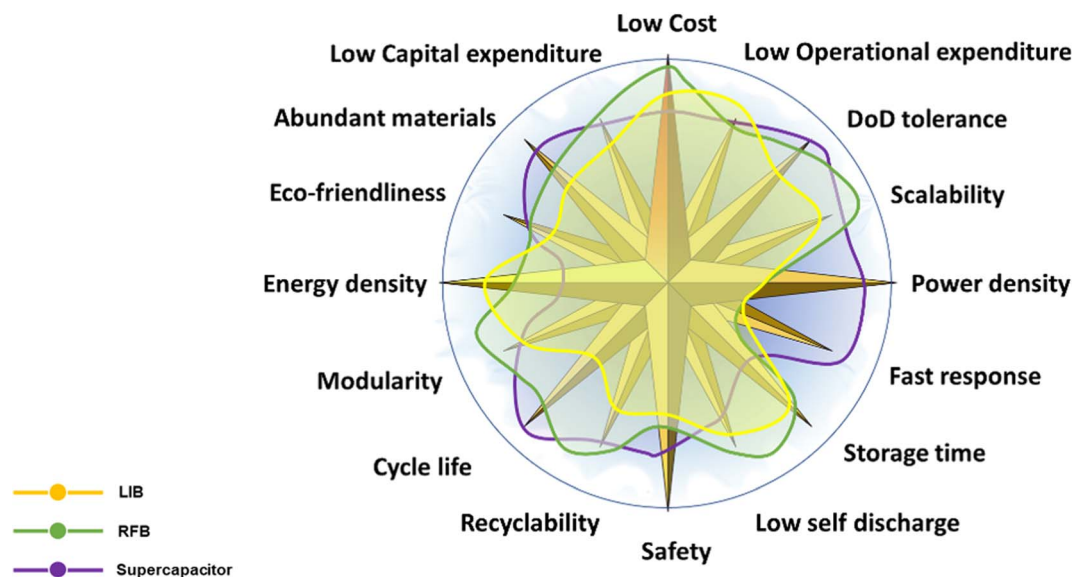 Low Cost
Low Capital expenditure
Low Operational expenditure
Abundant materials
DoD tolerance
Eco-friendliness
Scalability
Energy density
Power density
Modularity
Fast response
Cycle life
Storage time
Recyclability
Low self discharge
Safety
LIB
RFB
Supercapacitor